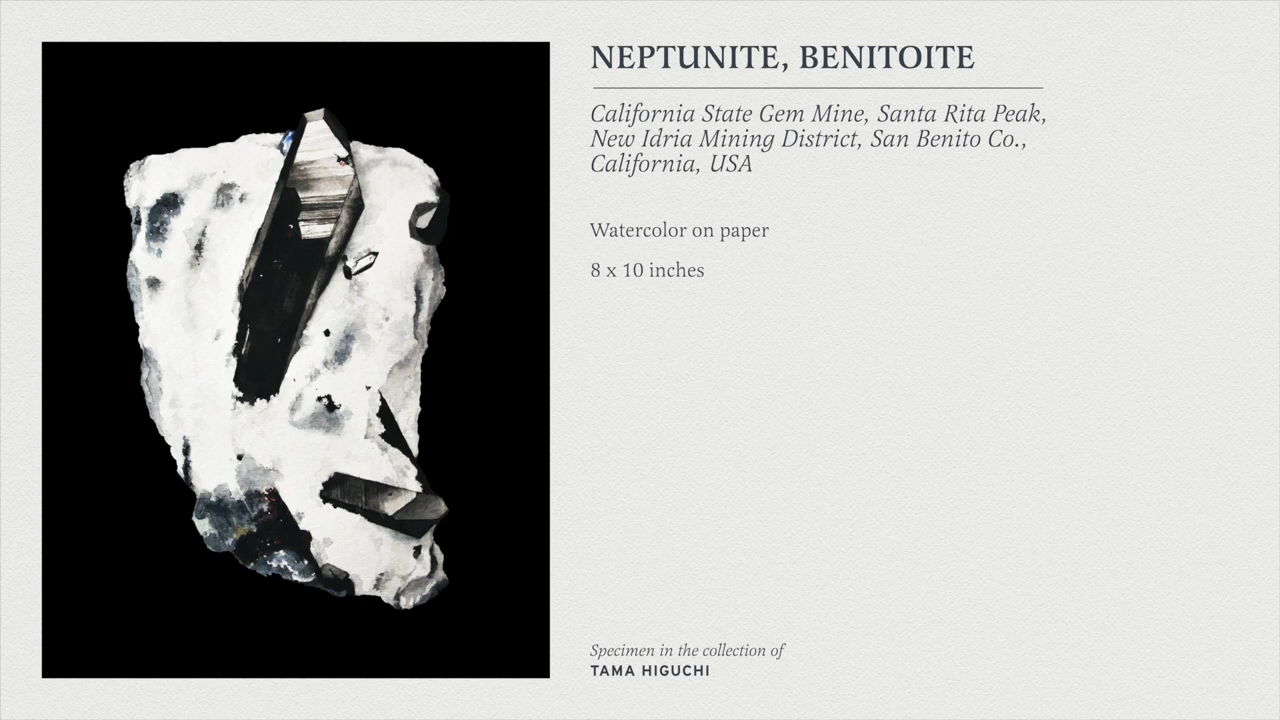 NEPTUNITE, BENITOITE
California State Gem Mine, Santa Rita Peak,
New Idria Mining District, San Benito Co.,
California, USA
Watercolor on paper
8 x 10 inches
Specimen in the collection of
TAMA HIGUCHI